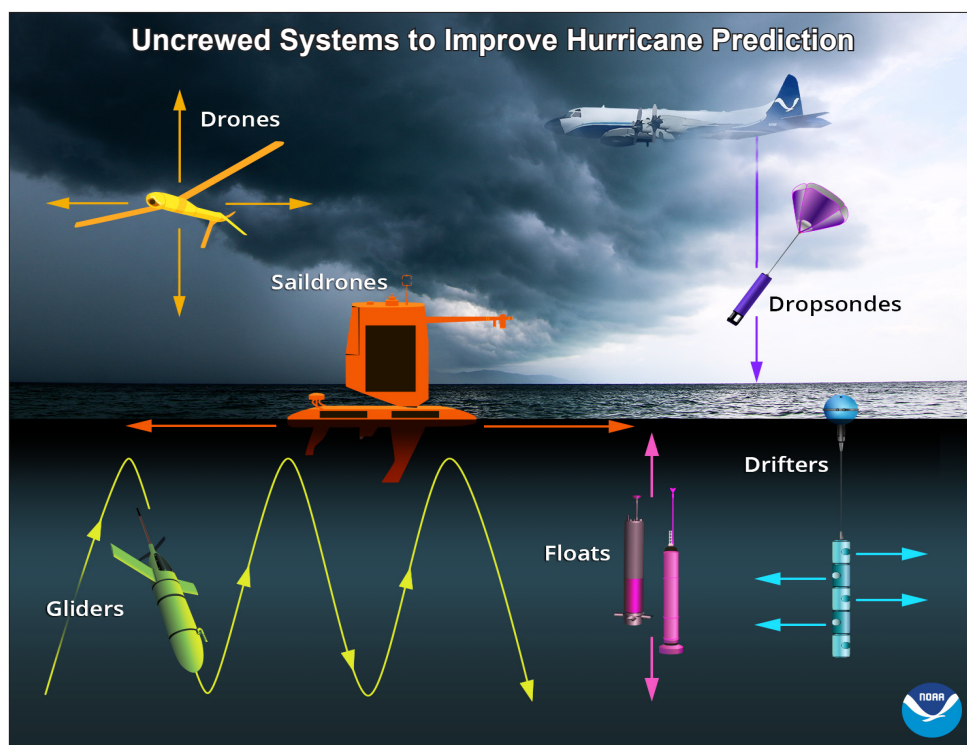 Uncrewed Systems to Improve Hurricane Prediction
Drones
Saildrones
Dropsondes
Drifters
Floats
Gliders
NOAA